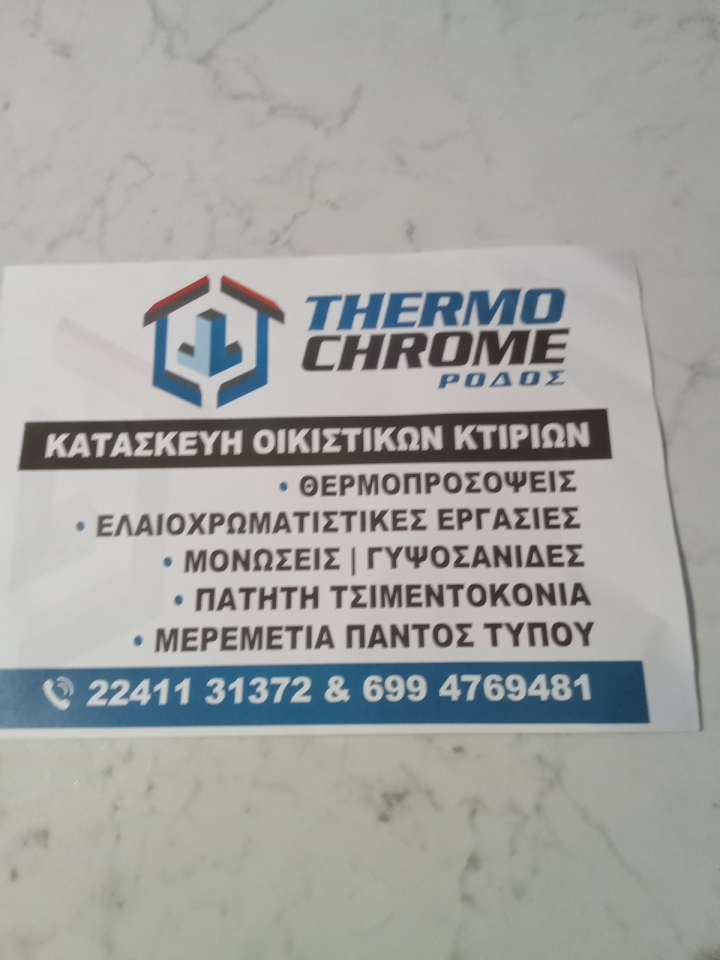 THERMO
CHROME
ΡΟΔΟΣ
ΚΑΤΑΣΚΕΥΗ ΟΙΚΙΣΤΙΚΩΝ ΚΤΙΡΙΩΝ
• ΘΕΡΜΟΠΡΟΣΟΨΕΙΣ
• ΕΛΑΙΟΧΡΩΜΑΤΙΣΤΙΚΕΣ ΕΡΓΑΣΙΕΣ
• ΜΟΝΩΣΕΙΣ | ΓΥΨΟΣΑΝΙΔΕΣ
• ΠΑΤΗΤΗ ΤΣΙΜΕΝΤΟΚΟΝΙΑ
• ΜΕΡΕΜΕΤΙΑ ΠΑΝΤΟΣ ΤΥΠΟΥ
22411 31372 & 699 4769481